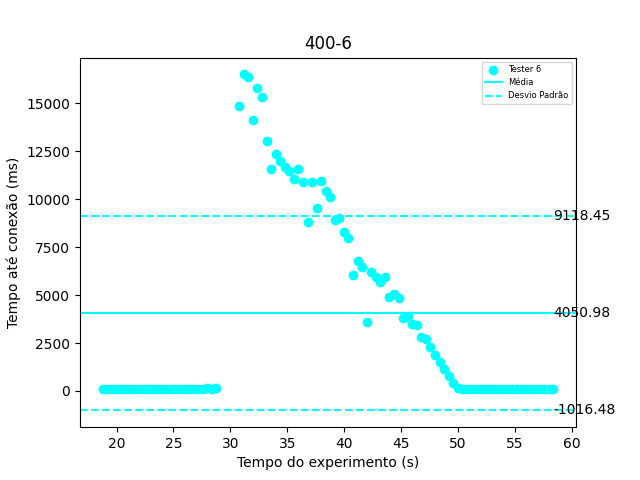 400-6
Tester 6
Média
Desvio Padrão
Tempo até conexão (ms)
15000
12500
10000
7500
5000
2500
0
9118.45
4050.98
-1016.48
20 25 30 35 40 45 50 55 60
Tempo do experimento (s)